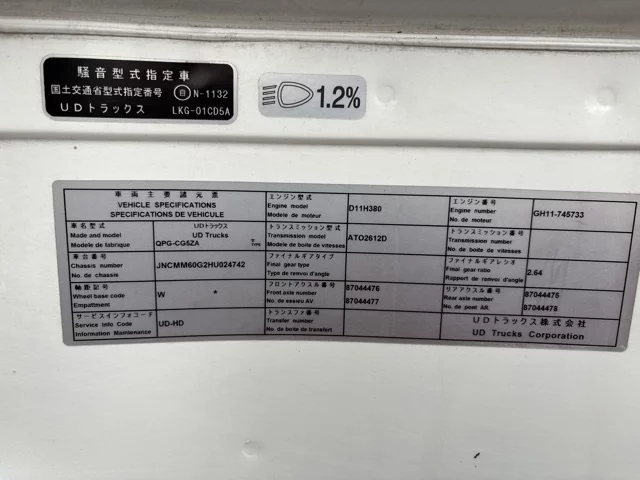 騒音型式指定車
国土交通省型式指定番号 自 N-1132
UDトラックス LKG-01CD5A
1.2%
車両主要諸元票
VEHICLE SPECIFICATIONS
SPECIFICATIONS DE VEHICULE
エンジン型式
Engine model
Modele de moteur
D11H380
エンジン番号
Engine number
No. de moteur
GH11-745733
車名型式
Made and model
Modele de fabrique
UDトラックス
UD Trucks
QPG-CG5ZA TYPE
トランスミッション型式
Transmission model
Modele de boite de vitesses
ATO2612D
トランスミッション番号
Transmission number
No. de boite de vitesses
車台番号
Chassis number
No. de chassis
JNCMM60G2HU024742
ファイナルギアタイプ
Final gear type
Type de renvoi d'angle
ファイナルギアレシオ
Final gear ratio
Rapport de renvoi d'angle
2.64
軸距記号
Wheel base code
Empattment
W *
フロントアクスル番号
Front axle number
No. de essieu AV
87044476
87044477
リアアクスル番号
Rear axle number
No. de pont AR
87044475
87044478
サービスインフォコード
Service Info Code
Information Maintenance
UD-HD
トランスファ番号
Transfer number
No. de boite de transfert
UDトラックス株式会社
UD Trucks Corporation